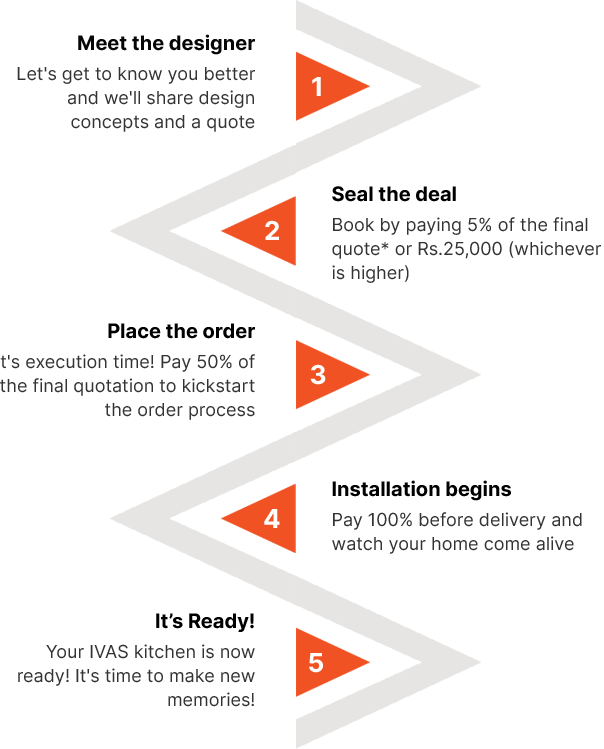 Meet the designer
Let's get to know you better
and we'll share design
concepts and a quote
1
Seal the deal
Book by paying 5% of the final
quote* or Rs.25,000 (whichever
is higher)
2
Place the order
t's execution time! Pay 50% of
the final quotation to kickstart
the order process
3
Installation begins
Pay 100% before delivery and
watch your home come alive
4
It’s Ready!
Your IVAS kitchen is now
ready! It's time to make new
memories!
5